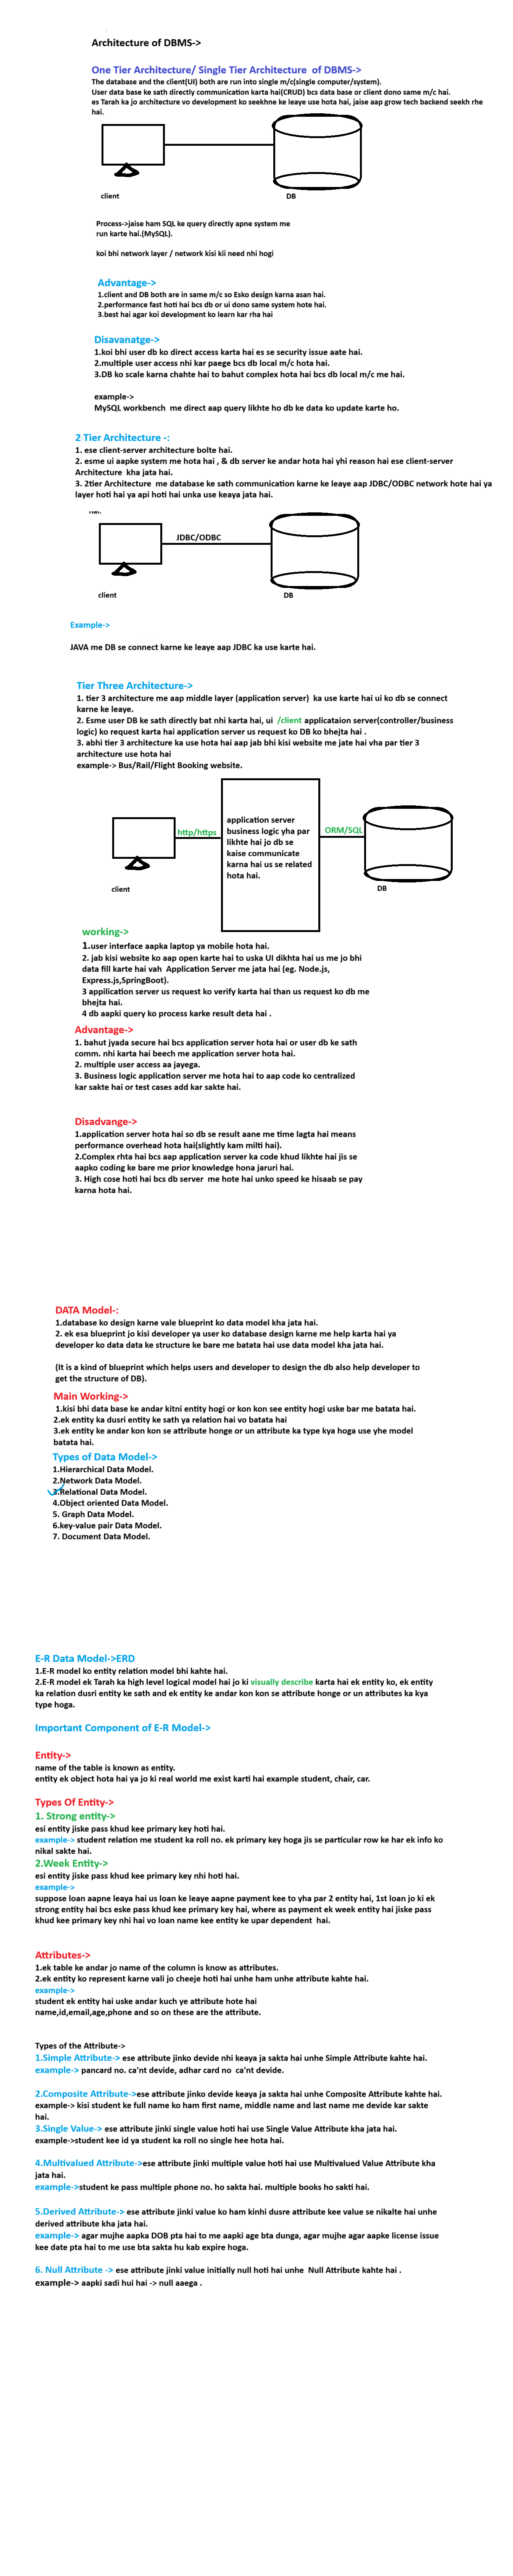 Architecture of DBMS->
One Tier Architecture/ Single Tier Architecture of DBMS->
The database and the client(UI) both are run into single m/c(single computer/system).
User data base ke sath directly communication karta hai(CRUD) bcs data base or client dono same m/c hai.
es Tarah ka jo architecture vo development ko seekhne ke leaye use hota hai, jaise aap grow tech backend seekh rhe
hai.
client
DB
Process->jaise ham SQL ke query directly apne system me
run karte hai.(MySQL).
koi bhi network layer / network kisi kii need nhi hogi
Advantage->
1.client and DB both are in same m/c so Esko design karna asan hai.
2.performance fast hoti hai bcs db or ui dono same system hote hai.
3.best hai agar koi development ko learn kar rha hai
Disavanatge->
1.koi bhi user db ko direct access karta hai es se security issue aate hai.
2.multiple user access nhi kar paege bcs db local m/c hota hai.
3.DB ko scale karna chahte hai to bahut complex hota hai bcs db local m/c me hai.
example->
MySQL workbench me direct aap query likhte ho db ke data ko update karte ho.
2 Tier Architecture -:
1. ese client-server architecture bolte hai.
2. esme ui aapke system me hota hai , & db server ke andar hota hai yhi reason hai ese client-server
Architecture kha jata hai.
3. 2tier Architecture me database ke sath communication karne ke leaye aap JDBC/ODBC network hote hai ya
layer hoti hai ya api hoti hai unka use keaya jata hai.
JDBC/ODBC
client
DB
Example->
JAVA me DB se connect karne ke leaye aap JDBC ka use karte hai.
Tier Three Architecture->
1. tier 3 architecture me aap middle layer (application server) ka use karte hai ui ko db se connect
karne ke leaye.
2. Esme user DB ke sath directly bat nhi karta hai, ui /client applicataion server(controller/business
logic) ko request karta hai application server us request ko DB ko bhejta hai .
3. abhi tier 3 architecture ka use hota hai aap jab bhi kisi website me jate hai vha par tier 3
architecture use hota hai
example-> Bus/Rail/Flight Booking website.
http/https
application server
business logic yha par
likhte hai jo db se
kaise communicate
karna hai us se related
hota hai.
ORM/SQL
client
DB
working->
1.user interface aapka laptop ya mobile hota hai.
2. jab kisi website ko aap open karte hai to uska UI dikhta hai us me jo bhi
data fill karte hai vah Application Server me jata hai (eg. Node.js,
Express.js,SpringBoot).
3 appilication server us request ko verify karta hai than us request ko db me
bhejta hai.
4 db aapki query ko process karke result deta hai .
Advantage->
1. bahut jyada secure hai bcs application server hota hai or user db ke sath
comm. nhi karta hai beech me application server hota hai.
2. multiple user access aa jayega.
3. Business logic application server me hota hai to aap code ko centralized
kar sakte hai or test cases add kar sakte hai.
Disadvange->
1.application server hota hai so db se result aane me time lagta hai means
performance overhead hota hai(slightly kam milti hai).
2.Complex rhta hai bcs aap application server ka code khud likhte hai jis se
aapko coding ke bare me prior knowledge hona jaruri hai.
3. High cose hoti hai bcs db server me hote hai unko speed ke hisaab se pay
karna hota hai.
DATA Model-:
1.database ko design karne vale blueprint ko data model kha jata hai.
2. ek esa blueprint jo kisi developer ya user ko database design karne me help karta hai ya
developer ko data data ke structure ke bare me batata hai use data model kha jata hai.
(It is a kind of blueprint which helps users and developer to design the db also help developer to
get the structure of DB).
Main Working->
1.kisi bhi data base ke andar kitni entity hogi or kon kon see entity hogi uske bar me batata hai.
2.ek entity ka dusri entity ke sath ya relation hai vo batata hai
3.ek entity ke andar kon kon se attribute honge or un attribute ka type kya hoga use yhe model
batata hai.
Types of Data Model->
1.Hierarchical Data Model.
2.Network Data Model.
3.Relational Data Model.
4.Object oriented Data Model.
5. Graph Data Model.
6.key-value pair Data Model.
7. Document Data Model.
E-R Data Model->ERD
1.E-R model ko entity relation model bhi kahte hai.
2.E-R model ek Tarah ka high level logical model hai jo ki visually describe karta hai ek entity ko, ek entity
ka relation dusri entity ke sath and ek entity ke andar kon kon se attribute honge or un attributes ka kya
type hoga.
Important Component of E-R Model->
Entity->
name of the table is known as entity.
entity ek object hota hai ya jo ki real world me exist karti hai example student, chair, car.
Types Of Entity->
1. Strong entity->
esi entity jiske pass khud kee primary key hoti hai.
example-> student relation me student ka roll no. ek primary key hoga jis se particular row ke har ek info ko
nikal sakte hai.
2.Week Entity->
esi entity jiske pass khud kee primary key nhi hoti hai.
example->
suppose loan aapne leaya hai us loan ke leaye aapne payment kee to yha par 2 entity hai, 1st loan jo ki ek
strong entity hai bcs eske pass khud kee primary key hai, where as payment ek week entity hai jiske pass
khud kee primary key nhi hai vo loan name kee entity ke upar dependent hai.
Attributes->
1.ek table ke andar jo name of the column is know as attributes.
2.ek entity ko represent karne vali jo cheeje hoti hai unhe ham unhe attribute kahte hai.
example->
student ek entity hai uske andar kuch ye attribute hote hai
name,id,email,age,phone and so on these are the attribute.
Types of the Attribute->
1.Simple Attribute-> ese attribute jinko devide nhi keaya ja sakta hai unhe Simple Attribute kahte hai.
example-> pancard no. ca'nt devide, adhar card no ca'nt devide.
2.Composite Attribute->ese attribute jinko devide keaya ja sakta hai unhe Composite Attribute kahte hai.
example-> kisi student ke full name ko ham first name, middle name and last name me devide kar sakte
hai.
3.Single Value-> ese attribute jinki single value hoti hai use Single Value Attribute kha jata hai.
example->student kee id ya student ka roll no single hee hota hai.
4.Multivalued Attribute->ese attribute jinki multiple value hoti hai use Multivalued Value Attribute kha
jata hai.
example->student ke pass multiple phone no. ho sakta hai. multiple books ho sakti hai.
5.Derived Attribute-> ese attribute jinki value ko ham kinhi dusre attribute kee value se nikalte hai unhe
derived attribute kha jata hai.
example-> agar mujhe aapka DOB pta hai to me aapki age bta dunga, agar mujhe agar aapke license issue
kee date pta hai to me use bta sakta hu kab expire hoga.
6. Null Attribute -> ese attribute jinki value initially null hoti hai unhe Null Attribute kahte hai .
example-> aapki sadi hui hai -> null aaega .